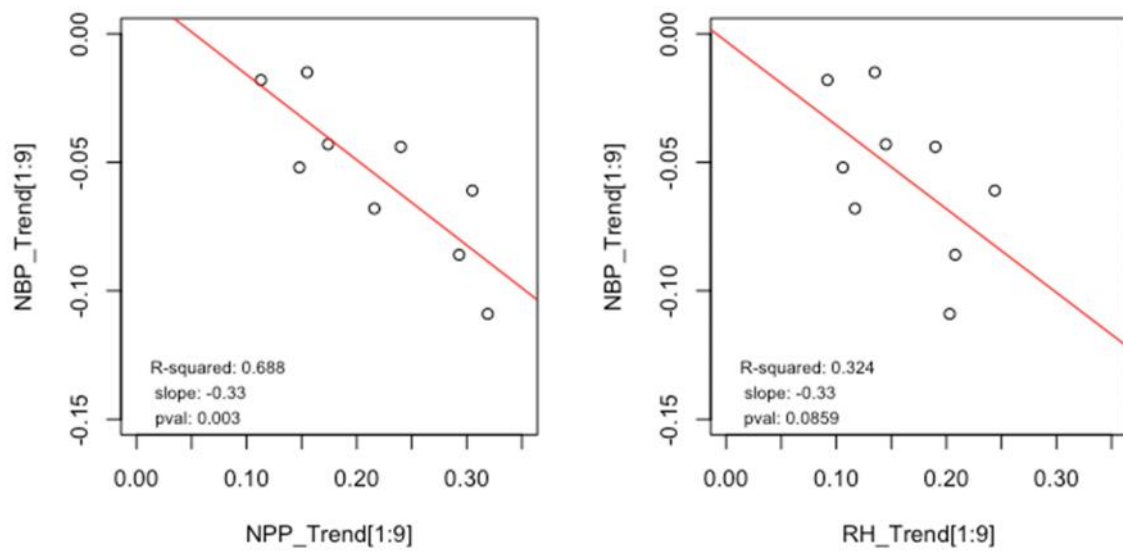 0.00
-0.05
-0.10
-0.15
NBP_Trend[1:9]
R-squared: 0.688
slope: -0.33
pval: 0.003
0.00 0.10 0.20 0.30
NPP_Trend[1:9]
0.00
-0.05
-0.10
-0.15
NBP_Trend[1:9]
R-squared: 0.324
slope: -0.33
pval: 0.0859
0.00 0.10 0.20 0.30
RH_Trend[1:9]